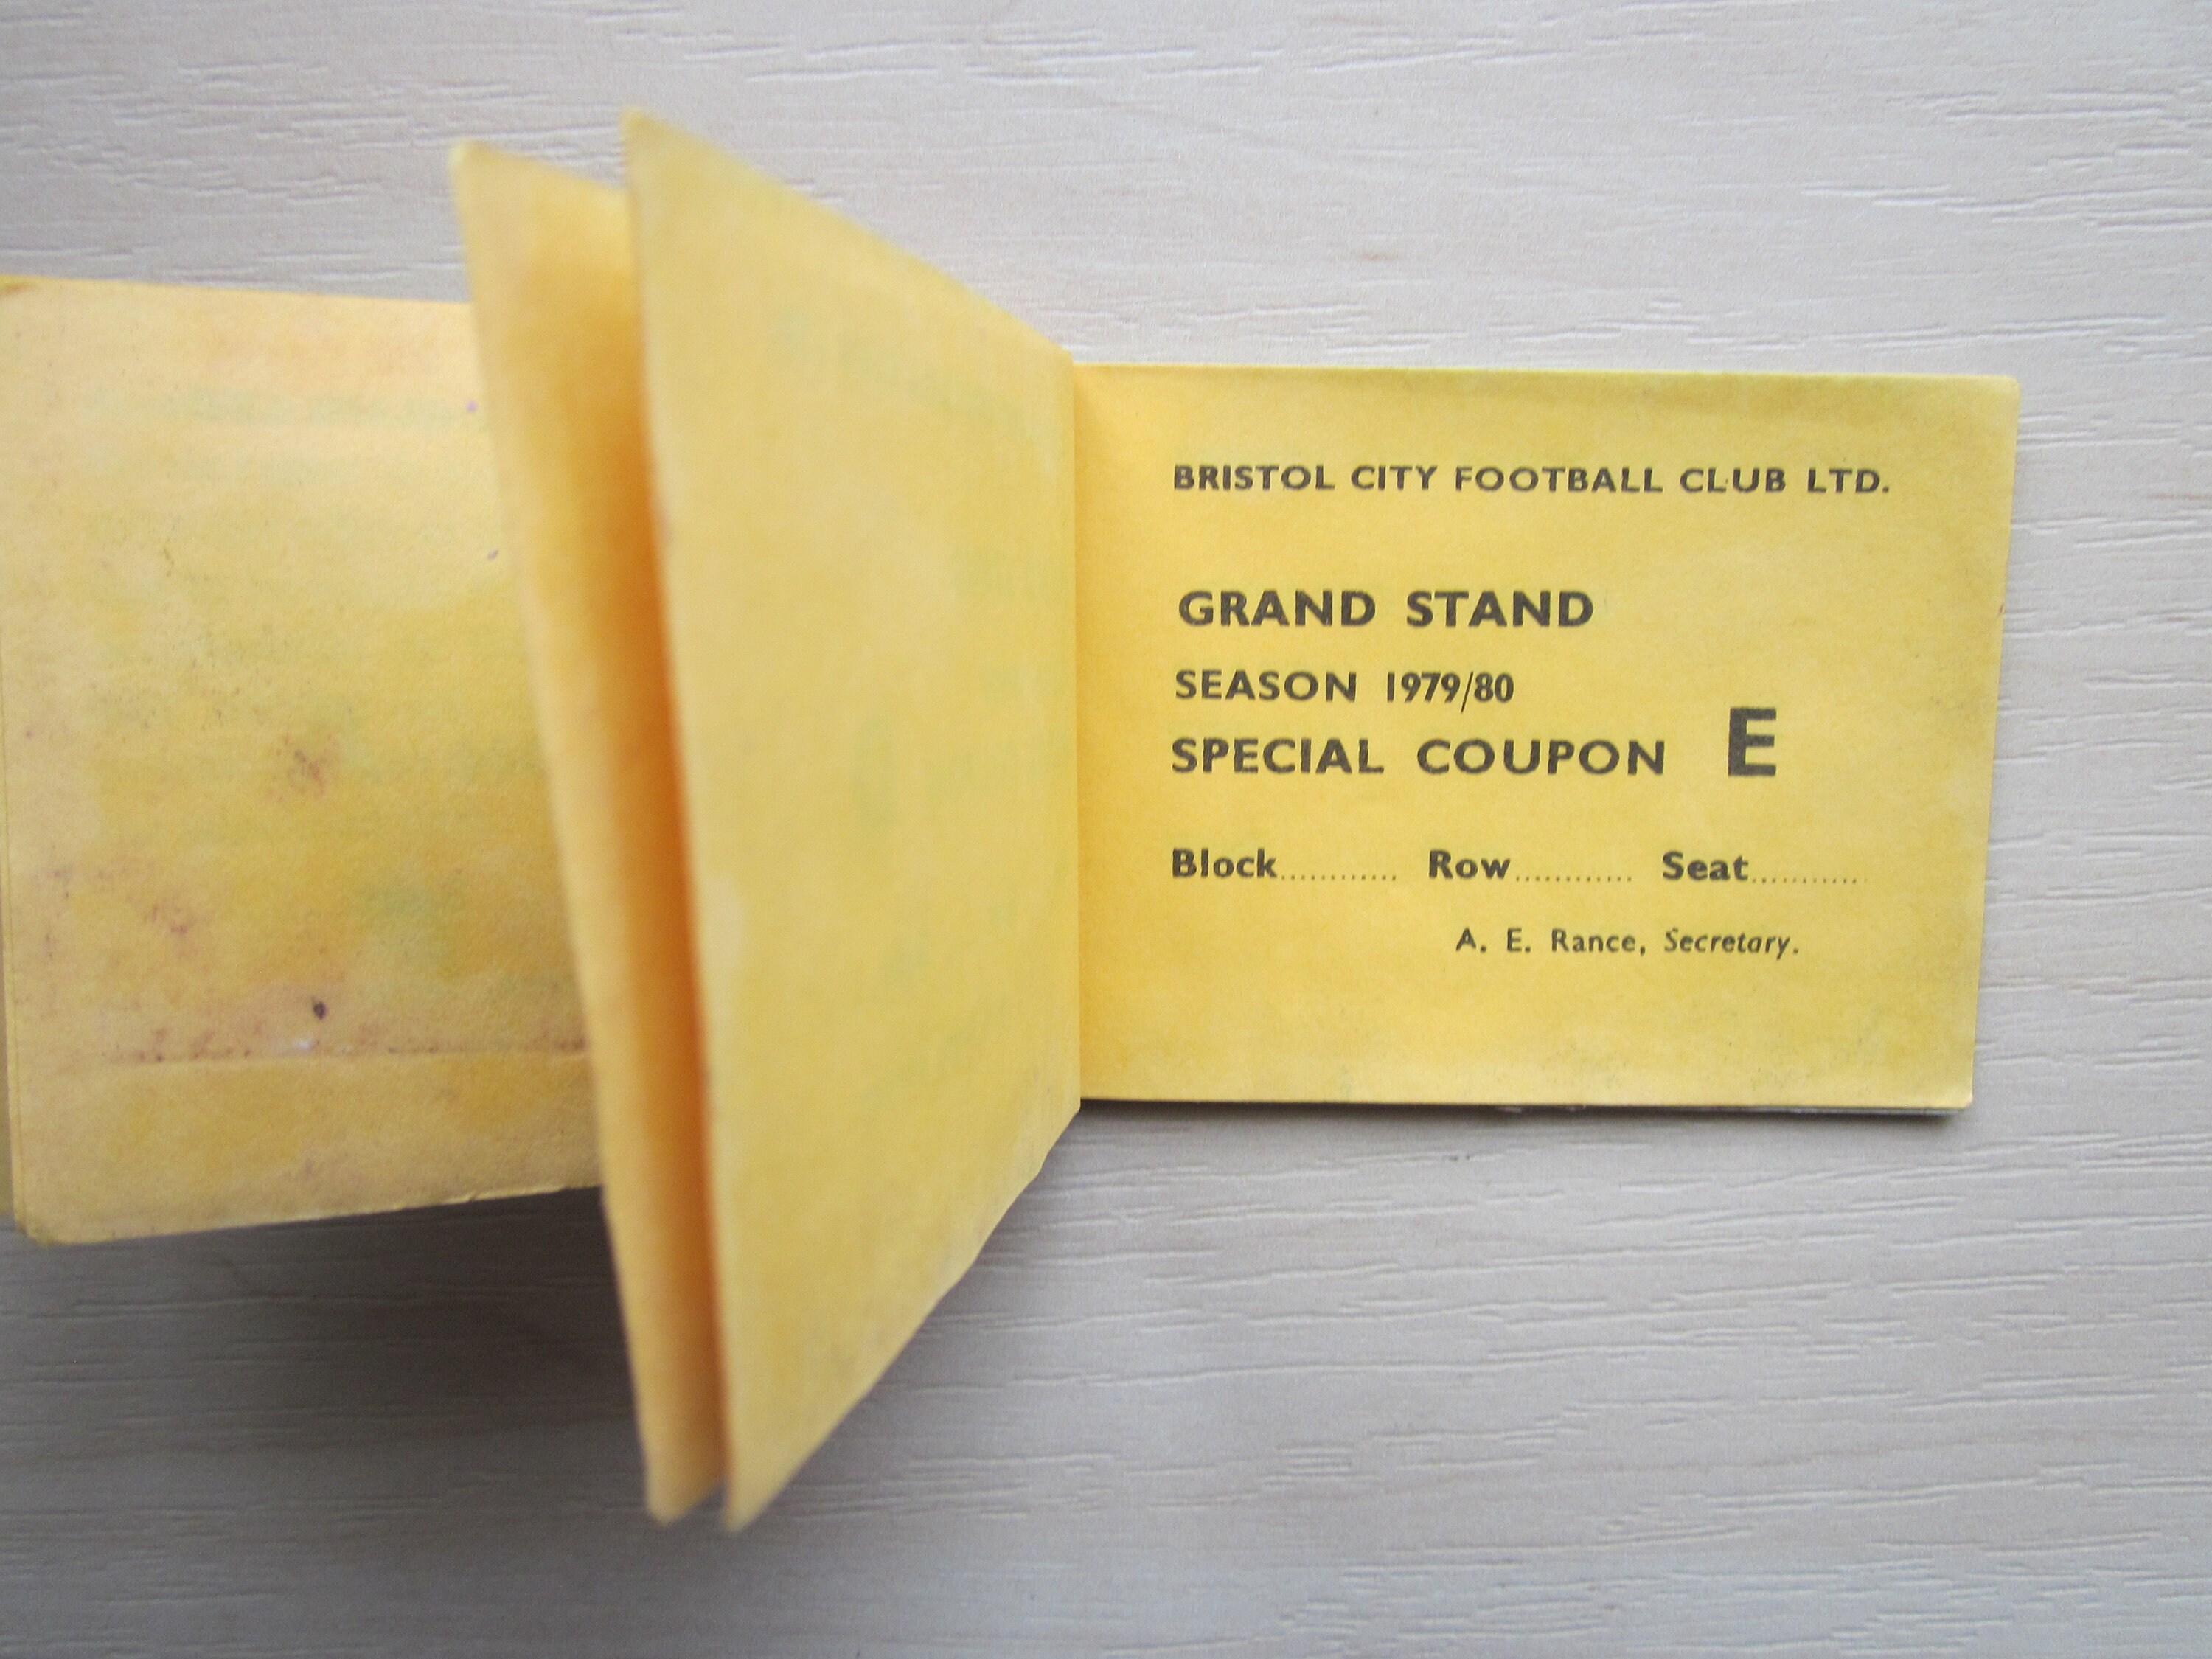 BRISTOL CITY FOOTBALL CLUB LTD.
GRAND STAND
SEASON 1979/80
SPECIAL COUPON E
Block............ Row............ Seat............
A. E. Rance, Secretary.